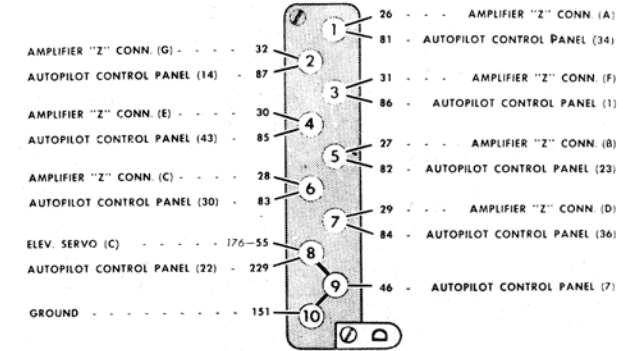 26 - - - AMPLIFIER "Z" CONN. (A)
1
81 - AUTOPILOT CONTROL PANEL (34)
AMPLIFIER "Z" CONN. (G) - - - - 32
2
AUTOPILOT CONTROL PANEL (14) - 87
31 - - - AMPLIFIER "Z" CONN. (F)
3
86 - AUTOPILOT CONTROL PANEL (1)
AMPLIFIER "Z" CONN. (E) - - - 30
4
AUTOPILOT CONTROL PANEL (43) - 85
27 - - - AMPLIFIER "Z" CONN. (B)
5
82 - AUTOPILOT CONTROL PANEL (23)
AMPLIFIER "Z" CONN. (C) - - - 28
6
AUTOPILOT CONTROL PANEL (30) - 83
29 - - - AMPLIFIER "Z" CONN. (D)
7
84 - AUTOPILOT CONTROL PANEL (36)
ELEV. SERVO (C) - - - - - 176-55
8
AUTOPILOT CONTROL PANEL (22) - 229
9
46 - AUTOPILOT CONTROL PANEL (7)
GROUND - - - - - - - - 151
10
D